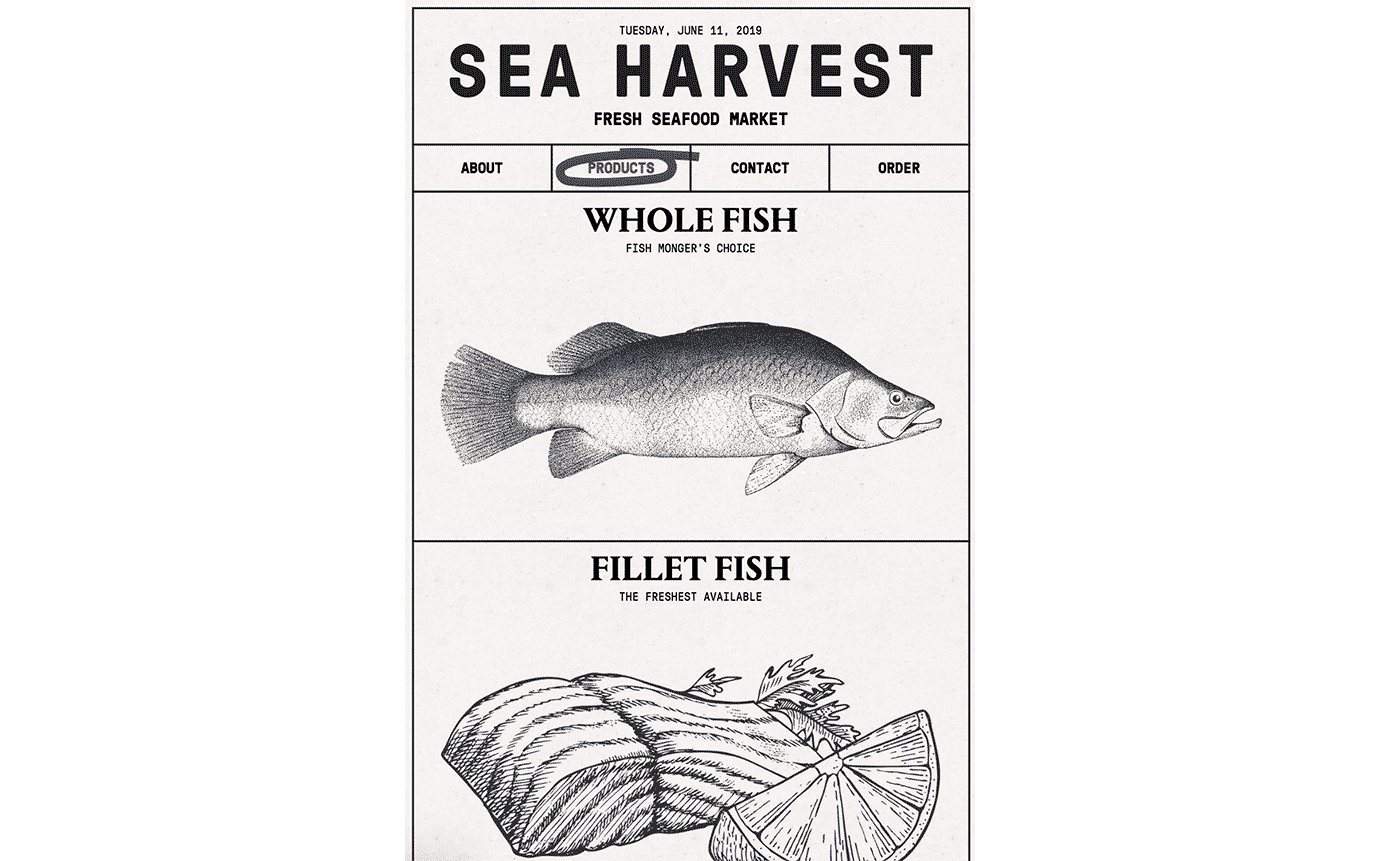 TUESDAY, JUNE 11, 2019
SEA HARVEST
FRESH SEAFOOD MARKET
ABOUT PRODUCTS CONTACT ORDER
WHOLE FISH
FISH MONGER'S CHOICE
FILLET FISH
THE FRESHEST AVAILABLE